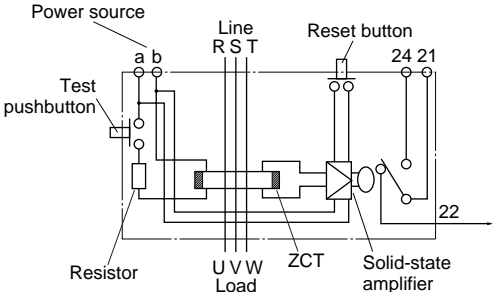 Power source
a b
Line
R S T
Reset button
24 21
Test
pushbutton
22
Resistor
U V W
Load
ZCT
Solid-state
amplifier